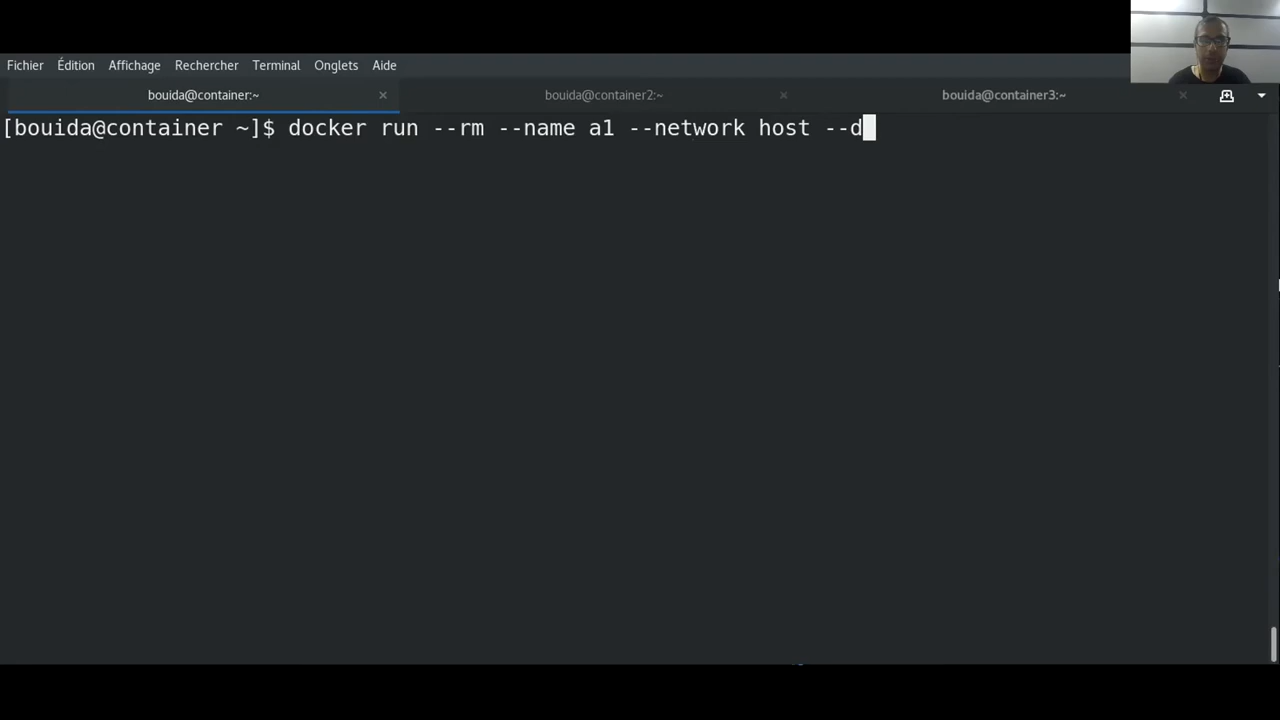 Fichier Édition Affichage Rechercher Terminal Onglets Aide
bouida@container:~ bouida@container2:~ bouida@container3:~
[bouida@container ~]$ docker run --rm --name a1 --network host --d